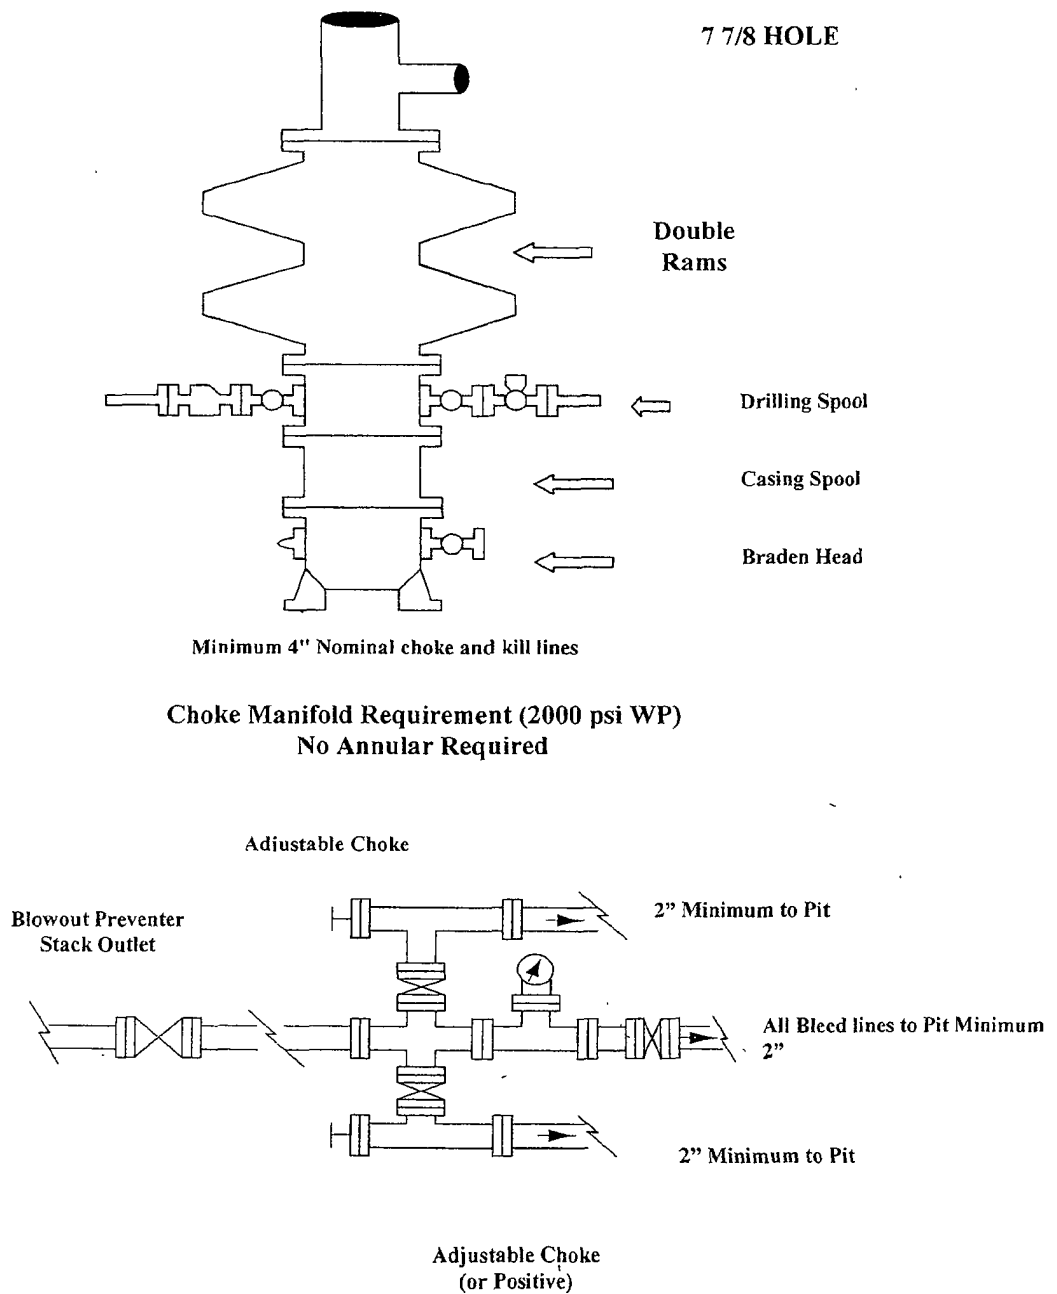 7 7/8 HOLE
Double
Rams
Drilling Spool
Casing Spool
Braden Head
Minimum 4" Nominal choke and kill lines
Choke Manifold Requirement (2000 psi WP)
No Annular Required
Adjustable Choke
Blowout Preventer
Stack Outlet
2” Minimum to Pit
All Bleed lines to Pit Minimum
2”
2” Minimum to Pit
Adjustable Choke
(or Positive)